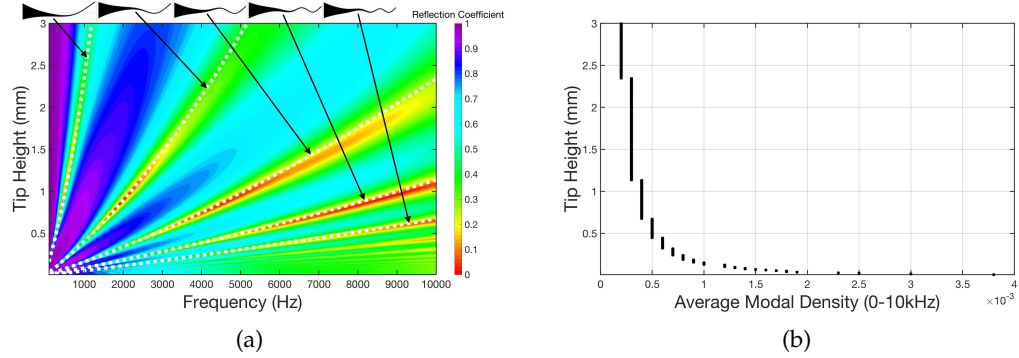 Reflection Coefficient
3
2.5
2
1.5
1
0.5
Tip Height (mm)
1000 2000 3000 4000 5000 6000 7000 8000 9000 10000
Frequency (Hz)
1
0.9
0.8
0.7
0.6
0.5
0.4
0.3
0.2
0.1
0
(a)
3
2.5
2
1.5
1
0.5
Tip Height (mm)
0 0.5 1 1.5 2 2.5 3 3.5 4
×10⁻³
Average Modal Density (0-10kHz)
(b)